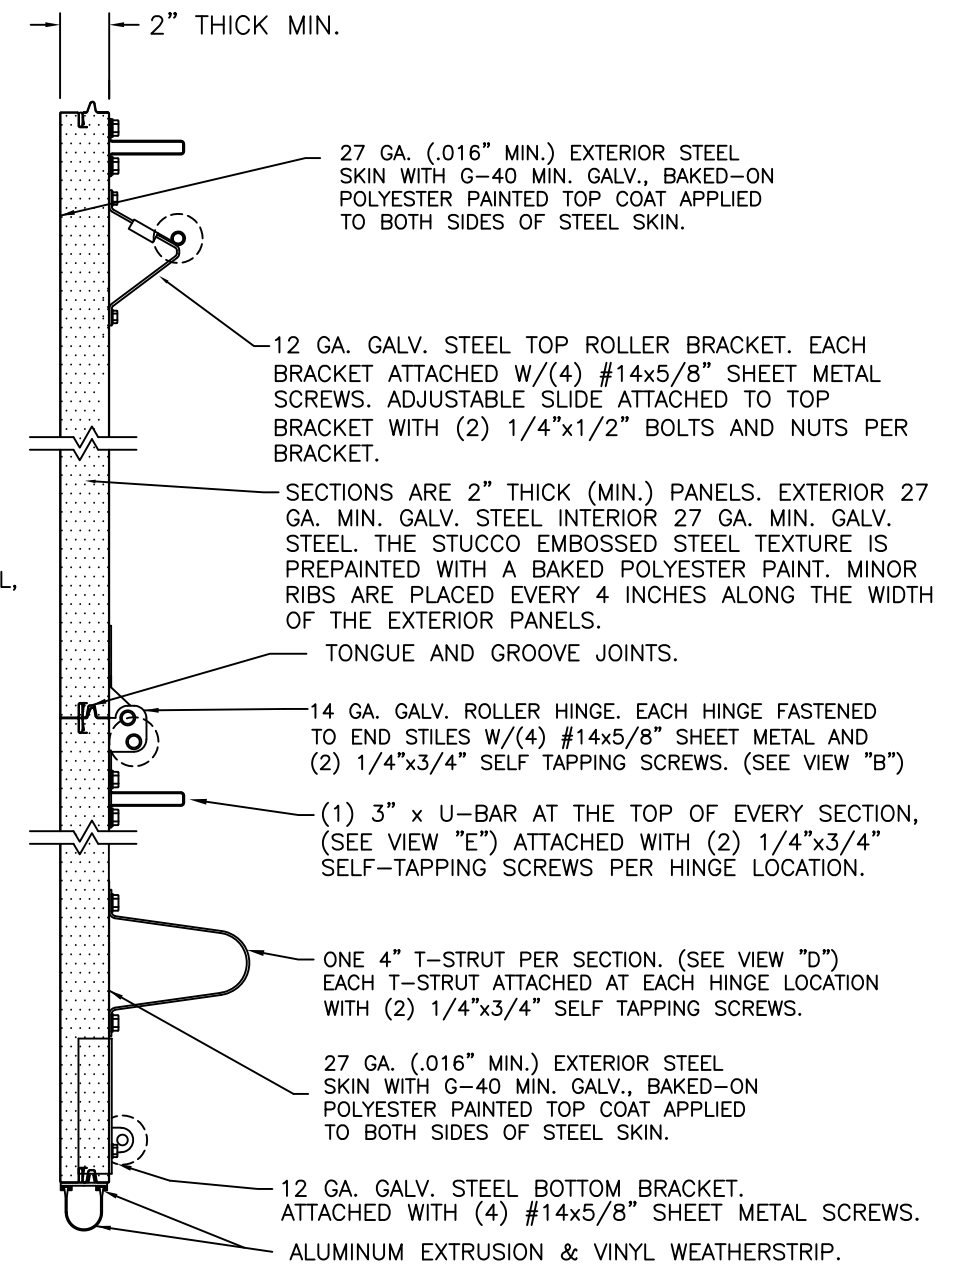 2” THICK MIN.
27 GA. (.016” MIN.) EXTERIOR STEEL
SKIN WITH G-40 MIN. GALV., BAKED-ON
POLYESTER PAINTED TOP COAT APPLIED
TO BOTH SIDES OF STEEL SKIN.
12 GA. GALV. STEEL TOP ROLLER BRACKET. EACH
BRACKET ATTACHED W/(4) #14x5/8” SHEET METAL
SCREWS. ADJUSTABLE SLIDE ATTACHED TO TOP
BRACKET WITH (2) 1/4”x1/2” BOLTS AND NUTS PER
BRACKET.
SECTIONS ARE 2” THICK (MIN.) PANELS. EXTERIOR 27
GA. MIN. GALV. STEEL INTERIOR 27 GA. MIN. GALV.
STEEL. THE STUCCO EMBOSSED STEEL TEXTURE IS
PREPAINTED WITH A BAKED POLYESTER PAINT. MINOR
RIBS ARE PLACED EVERY 4 INCHES ALONG THE WIDTH
OF THE EXTERIOR PANELS.
L,
TONGUE AND GROOVE JOINTS.
14 GA. GALV. ROLLER HINGE. EACH HINGE FASTENED
TO END STILES W/(4) #14x5/8” SHEET METAL AND
(2) 1/4”x3/4” SELF TAPPING SCREWS. (SEE VIEW "B")
(1) 3” x U-BAR AT THE TOP OF EVERY SECTION,
(SEE VIEW "E") ATTACHED WITH (2) 1/4”x3/4”
SELF-TAPPING SCREWS PER HINGE LOCATION.
ONE 4” T-STRUT PER SECTION. (SEE VIEW "D")
EACH T-STRUT ATTACHED AT EACH HINGE LOCATION
WITH (2) 1/4”x3/4” SELF TAPPING SCREWS.
27 GA. (.016” MIN.) EXTERIOR STEEL
SKIN WITH G-40 MIN. GALV., BAKED-ON
POLYESTER PAINTED TOP COAT APPLIED
TO BOTH SIDES OF STEEL SKIN.
12 GA. GALV. STEEL BOTTOM BRACKET.
ATTACHED WITH (4) #14x5/8” SHEET METAL SCREWS.
ALUMINUM EXTRUSION & VINYL WEATHERSTRIP.